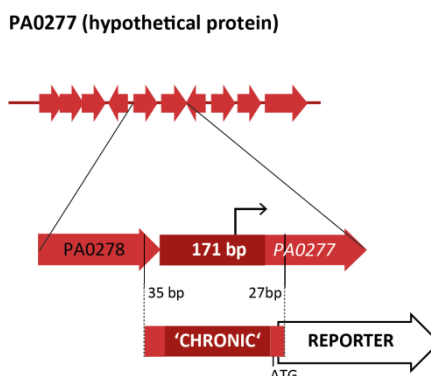 PA0277 (hypothetical protein)
PA0278 171 bp PA0277
35 bp 27bp
'CHRONIC' REPORTER
ATG